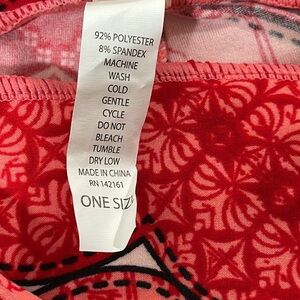 92% POLYESTER
8% SPANDEX
MACHINE
WASH
COLD
GENTLE
CYCLE
DO NOT
BLEACH
TUMBLE
DRY LOW
MADE IN CHINA
RN 142161
ONE SIZE